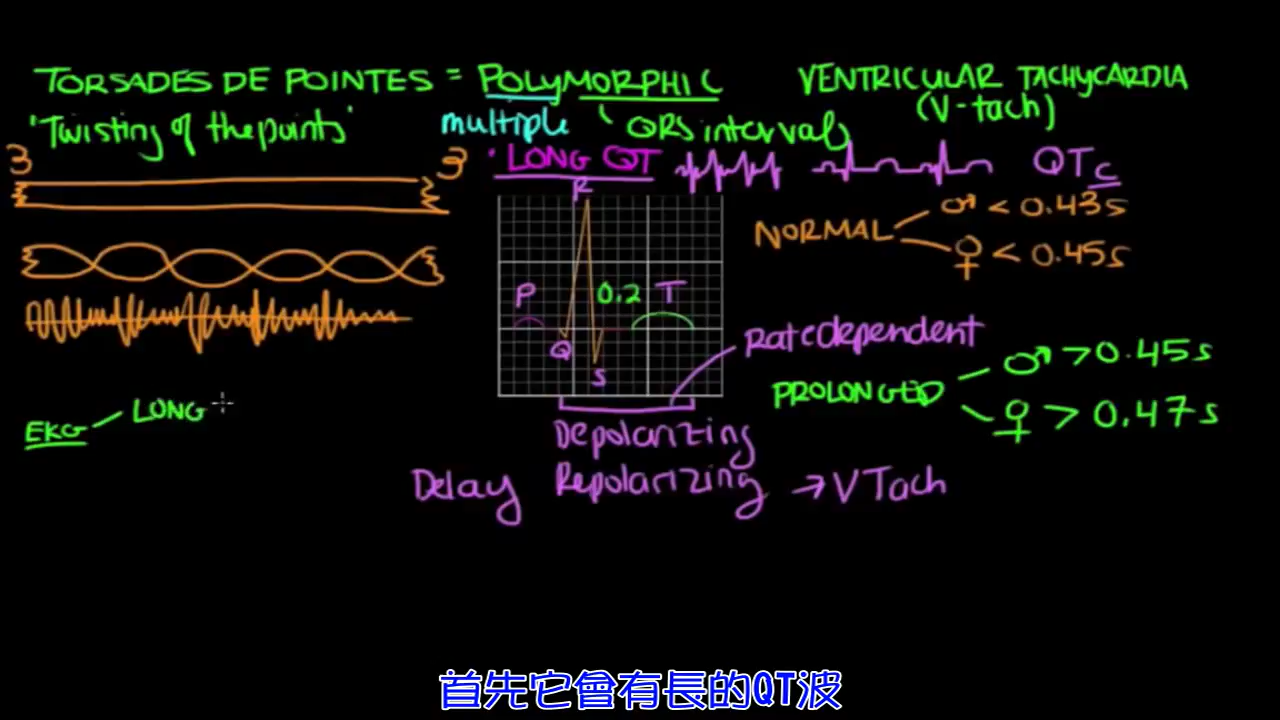 TORSADES DE POINTES = POLYMORPHIC VENTRICULAR TACHYCARDIA
(V-tach)
'Twisting of the points'
multiple
QRS interval
3
3
· LONG QT
QTc
R
NORMAL
♂ < 0.43s
♀ < 0.45s
P
0.2
T
Q
S
Rate dependent
PROLONGED
♂ > 0.45s
♀ > 0.47s
EKG
LONG
Depolarizing
Delay Repolarizing → VTach
首先它會有長的QT波